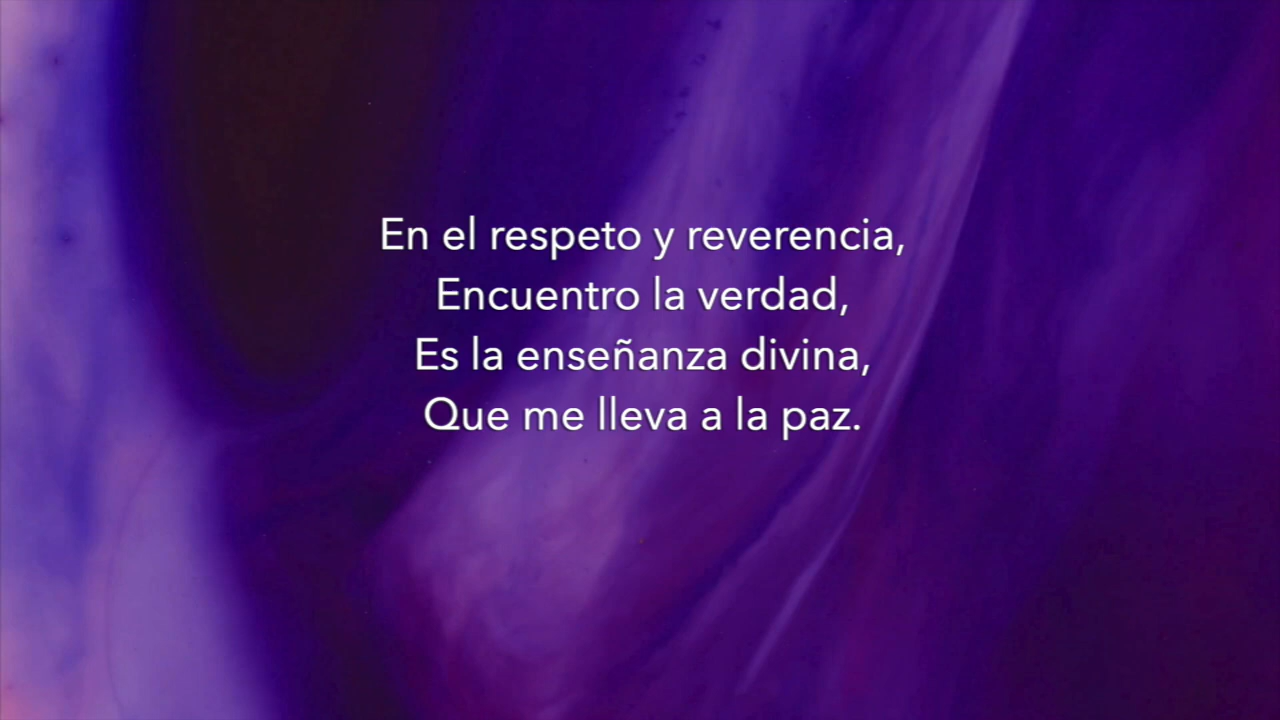 En el respeto y reverencia,
Encuentro la verdad,
Es la enseñanza divina,
Que me lleva a la paz.